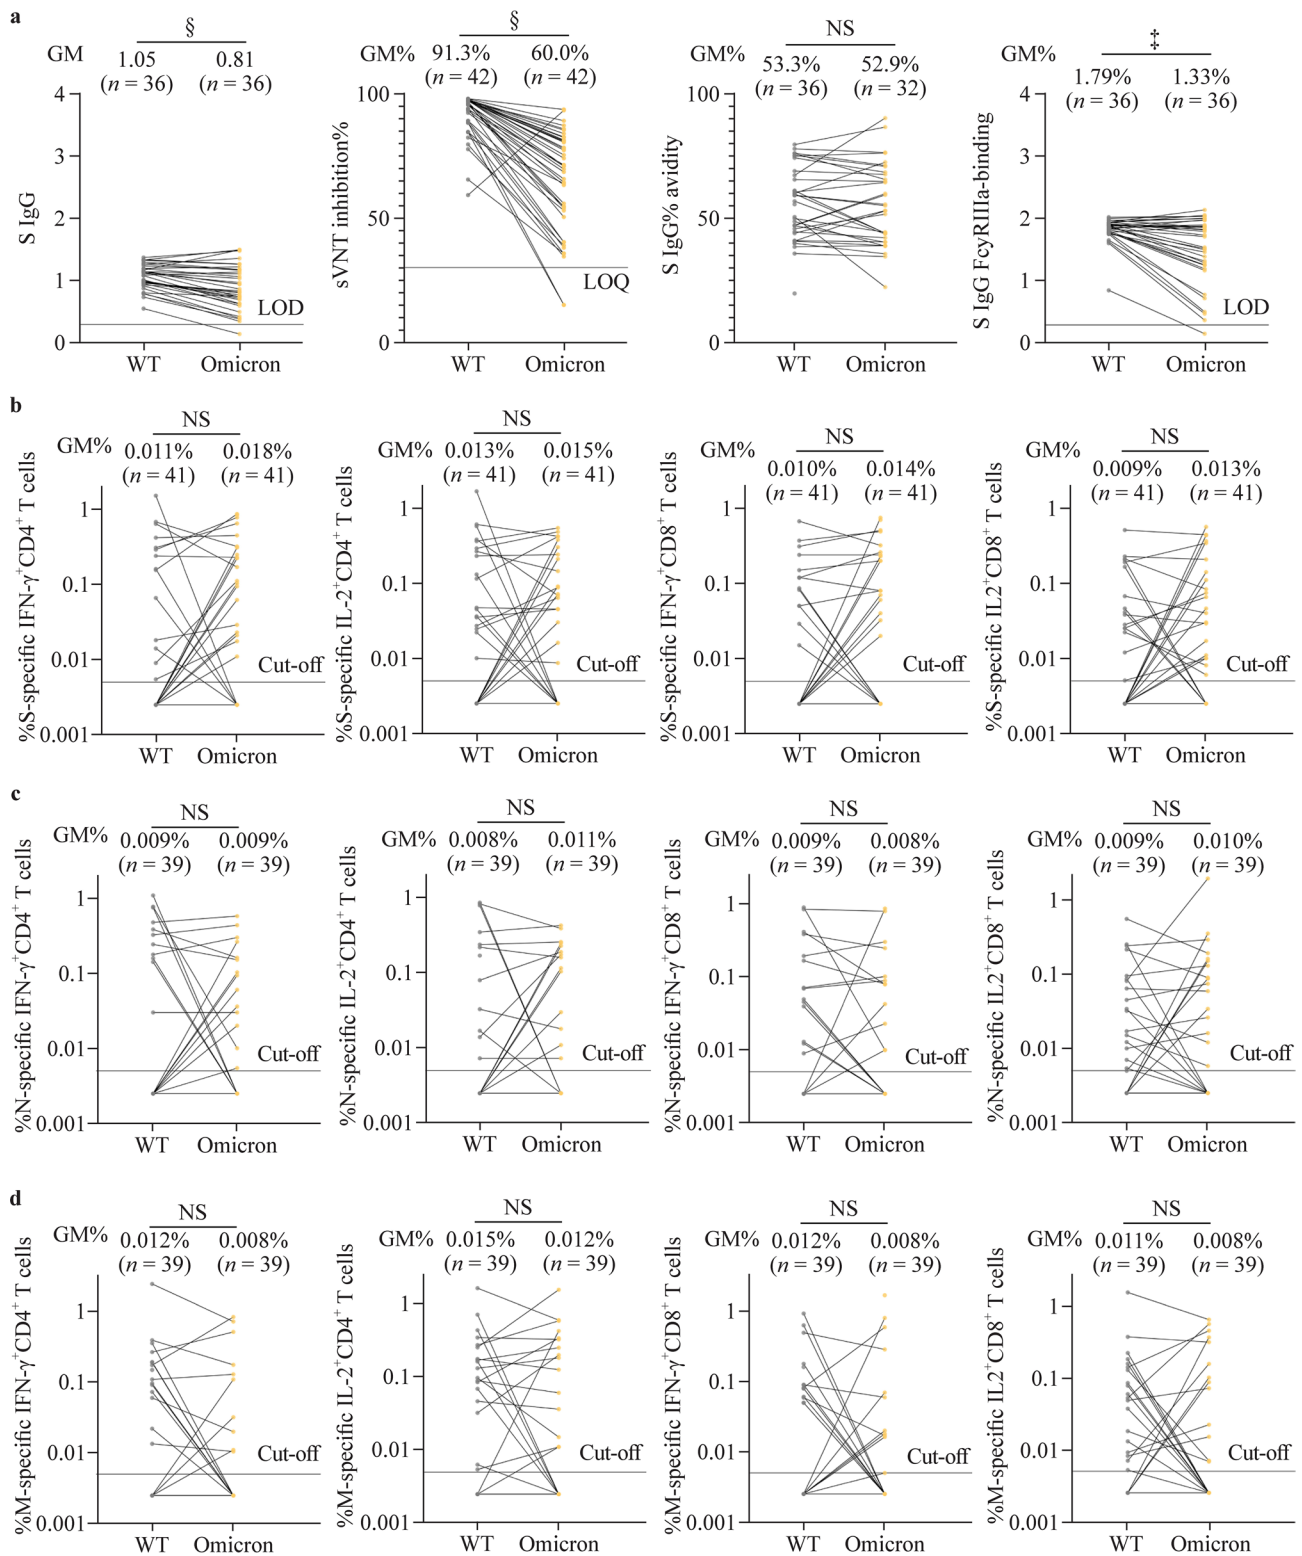 a
§
GM 1.05 0.81
(n = 36) (n = 36)
4
3
2
1
0
S IgG
LOD
WT Omicron
§
GM% 91.3% 60.0%
(n = 42) (n = 42)
100
50
0
sVNT inhibition%
LOQ
WT Omicron
NS
GM% 53.3% 52.9%
(n = 36) (n = 32)
100
50
0
S IgG% avidity
WT Omicron
‡
GM% 1.79% 1.33%
(n = 36) (n = 36)
4
3
2
1
0
S IgG FcyRIIIa-binding
LOD
WT Omicron
b
NS
GM% 0.011% 0.018%
(n = 41) (n = 41)
1
0.1
0.01
0.001
%S-specific IFN-γ⁺CD4⁺ T cells
Cut-off
WT Omicron
NS
GM% 0.013% 0.015%
(n = 41) (n = 41)
1
0.1
0.01
0.001
%S-specific IL-2⁺CD4⁺ T cells
Cut-off
WT Omicron
NS
GM% 0.010% 0.014%
(n = 41) (n = 41)
1
0.1
0.01
0.001
%S-specific IFN-γ⁺CD8⁺ T cells
Cut-off
WT Omicron
NS
GM% 0.009% 0.013%
(n = 41) (n = 41)
1
0.1
0.01
0.001
%S-specific IL2⁺CD8⁺ T cells
Cut-off
WT Omicron
c
NS
GM% 0.009% 0.009%
(n = 39) (n = 39)
1
0.1
0.01
0.001
%N-specific IFN-γ⁺CD4⁺ T cells
Cut-off
WT Omicron
NS
GM% 0.008% 0.011%
(n = 39) (n = 39)
1
0.1
0.01
0.001
%N-specific IL-2⁺CD4⁺ T cells
Cut-off
WT Omicron
NS
GM% 0.009% 0.008%
(n = 39) (n = 39)
1
0.1
0.01
0.001
%N-specific IFN-γ⁺CD8⁺ T cells
Cut-off
WT Omicron
NS
GM% 0.009% 0.010%
(n = 39) (n = 39)
1
0.1
0.01
0.001
%N-specific IL2⁺CD8⁺ T cells
Cut-off
WT Omicron
d
NS
GM% 0.012% 0.008%
(n = 39) (n = 39)
1
0.1
0.01
0.001
%M-specific IFN-γ⁺CD4⁺ T cells
Cut-off
WT Omicron
NS
GM% 0.015% 0.012%
(n = 39) (n = 39)
1
0.1
0.01
0.001
%M-specific IL-2⁺CD4⁺ T cells
Cut-off
WT Omicron
NS
GM% 0.012% 0.008%
(n = 39) (n = 39)
1
0.1
0.01
0.001
%M-specific IFN-γ⁺CD8⁺ T cells
Cut-off
WT Omicron
NS
GM% 0.011% 0.008%
(n = 39) (n = 39)
1
0.1
0.01
0.001
%M-specific IL2⁺CD8⁺ T cells
Cut-off
WT Omicron